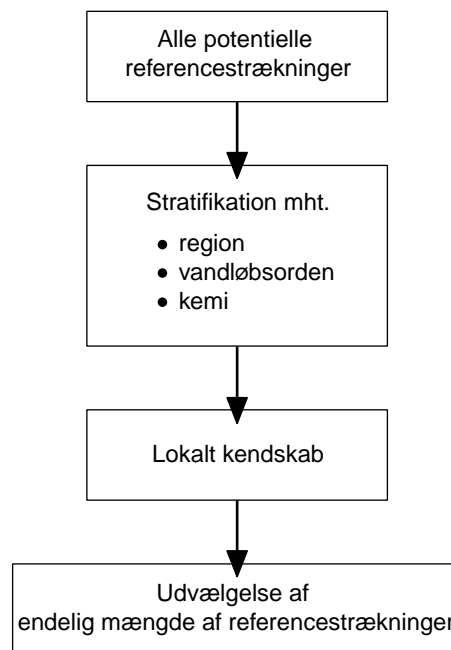 Alle potentielle
referencestrækninger
Stratifikation mht.
• region
• vandløbsorden
• kemi
Lokalt kendskab
Udvælgelse af
endelig mængde af referencestrækninger